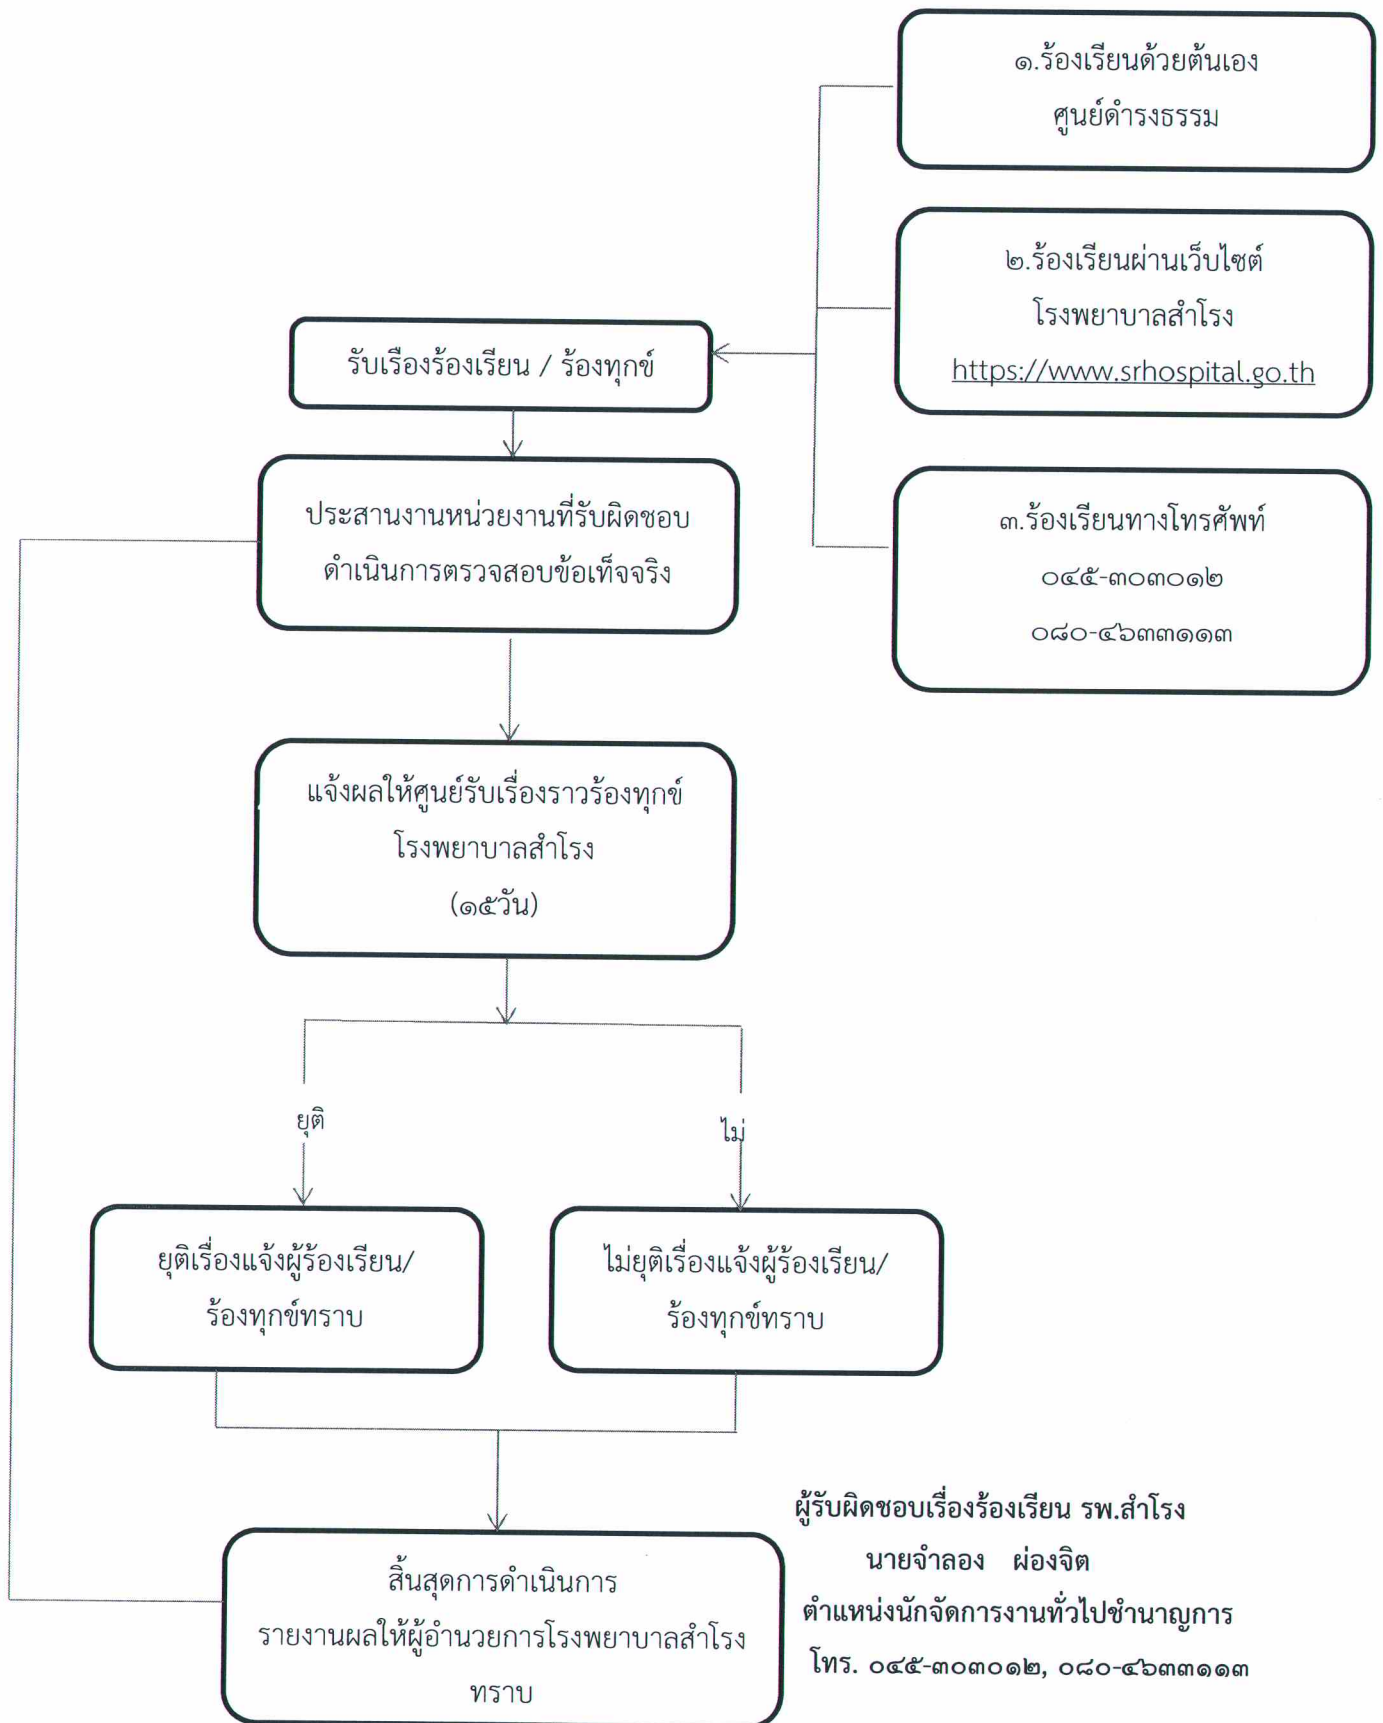 ๑.ร้องเรียนด้วยตนเอง
ศูนย์ดำรงธรรม
๒.ร้องเรียนผ่านเว็บไซต์
โรงพยาบาลสำโรง
https://www.srhospital.go.th
๓.ร้องเรียนทางโทรศัพท์
๐๔๕-๓๐๓๐๑๒
๐๘๐-๔๖๓๓๑๑๓
รับเรื่องร้องเรียน / ร้องทุกข์
ประสานงานหน่วยงานที่รับผิดชอบ
ดำเนินการตรวจสอบข้อเท็จจริง
แจ้งผลให้ศูนย์รับเรื่องราวร้องทุกข์
โรงพยาบาลสำโรง
(๑๕วัน)
ยุติ
ไม่
ยุติเรื่องแจ้งผู้ร้องเรียน/
ร้องทุกข์ทราบ
ไม่ยุติเรื่องแจ้งผู้ร้องเรียน/
ร้องทุกข์ทราบ
สิ้นสุดการดำเนินการ
รายงานผลให้ผู้อำนวยการโรงพยาบาลสำโรง
ทราบ
ผู้รับผิดชอบเรื่องร้องเรียน รพ.สำโรง
นายจำลอง ผ่องจิต
ตำแหน่งนักจัดการงานทั่วไปชำนาญการ
โทร. ๐๔๕-๓๐๓๐๑๒, ๐๘๐-๔๖๓๓๑๑๓